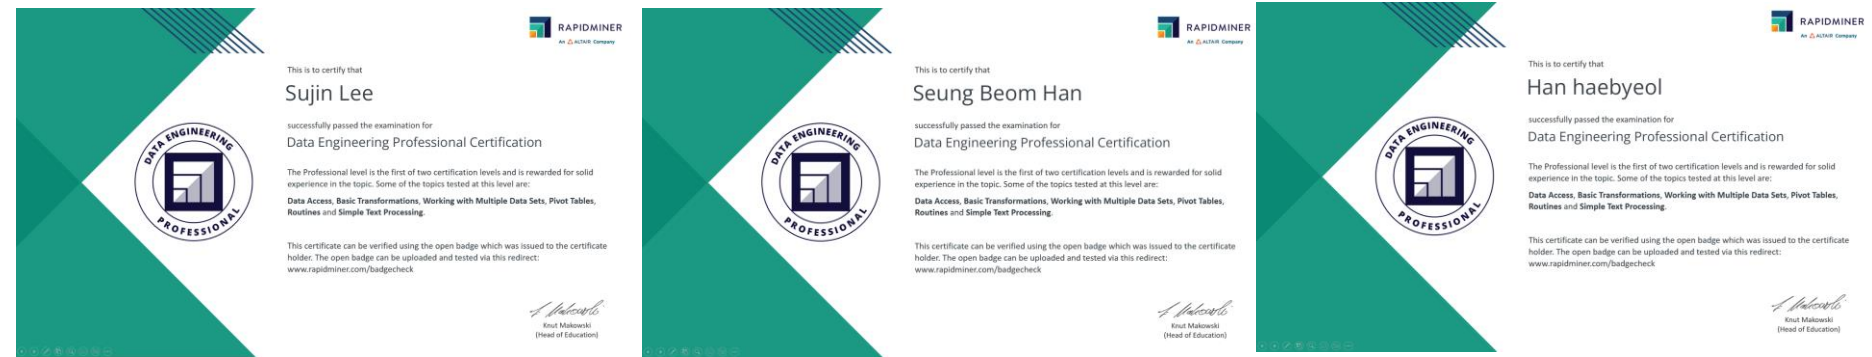 RAPIDMINER
An ALTAIR Company
This is to certify that
Sujin Lee
successfully passed the examination for
Data Engineering Professional Certification
DATA ENGINEERING
PROFESSIONAL
The Professional level is the first of two certification levels and is rewarded for solid
experience in the topic. Some of the topics tested at this level are:
Data Access, Basic Transformations, Working with Multiple Data Sets, Pivot Tables,
Routines and Simple Text Processing.
This certificate can be verified using the open badge which was issued to the certificate
holder. The open badge can be uploaded and tested via this redirect:
www.rapidminer.com/badgecheck
Knut Makowski
(Head of Education)
RAPIDMINER
An ALTAIR Company
This is to certify that
Seung Beom Han
successfully passed the examination for
Data Engineering Professional Certification
DATA ENGINEERING
PROFESSIONAL
The Professional level is the first of two certification levels and is rewarded for solid
experience in the topic. Some of the topics tested at this level are:
Data Access, Basic Transformations, Working with Multiple Data Sets, Pivot Tables,
Routines and Simple Text Processing.
This certificate can be verified using the open badge which was issued to the certificate
holder. The open badge can be uploaded and tested via this redirect:
www.rapidminer.com/badgecheck
Knut Makowski
(Head of Education)
RAPIDMINER
An ALTAIR Company
This is to certify that
Han haebyeol
successfully passed the examination for
Data Engineering Professional Certification
DATA ENGINEERING
PROFESSIONAL
The Professional level is the first of two certification levels and is rewarded for solid
experience in the topic. Some of the topics tested at this level are:
Data Access, Basic Transformations, Working with Multiple Data Sets, Pivot Tables,
Routines and Simple Text Processing.
This certificate can be verified using the open badge which was issued to the certificate
holder. The open badge can be uploaded and tested via this redirect:
www.rapidminer.com/badgecheck
Knut Makowski
(Head of Education)